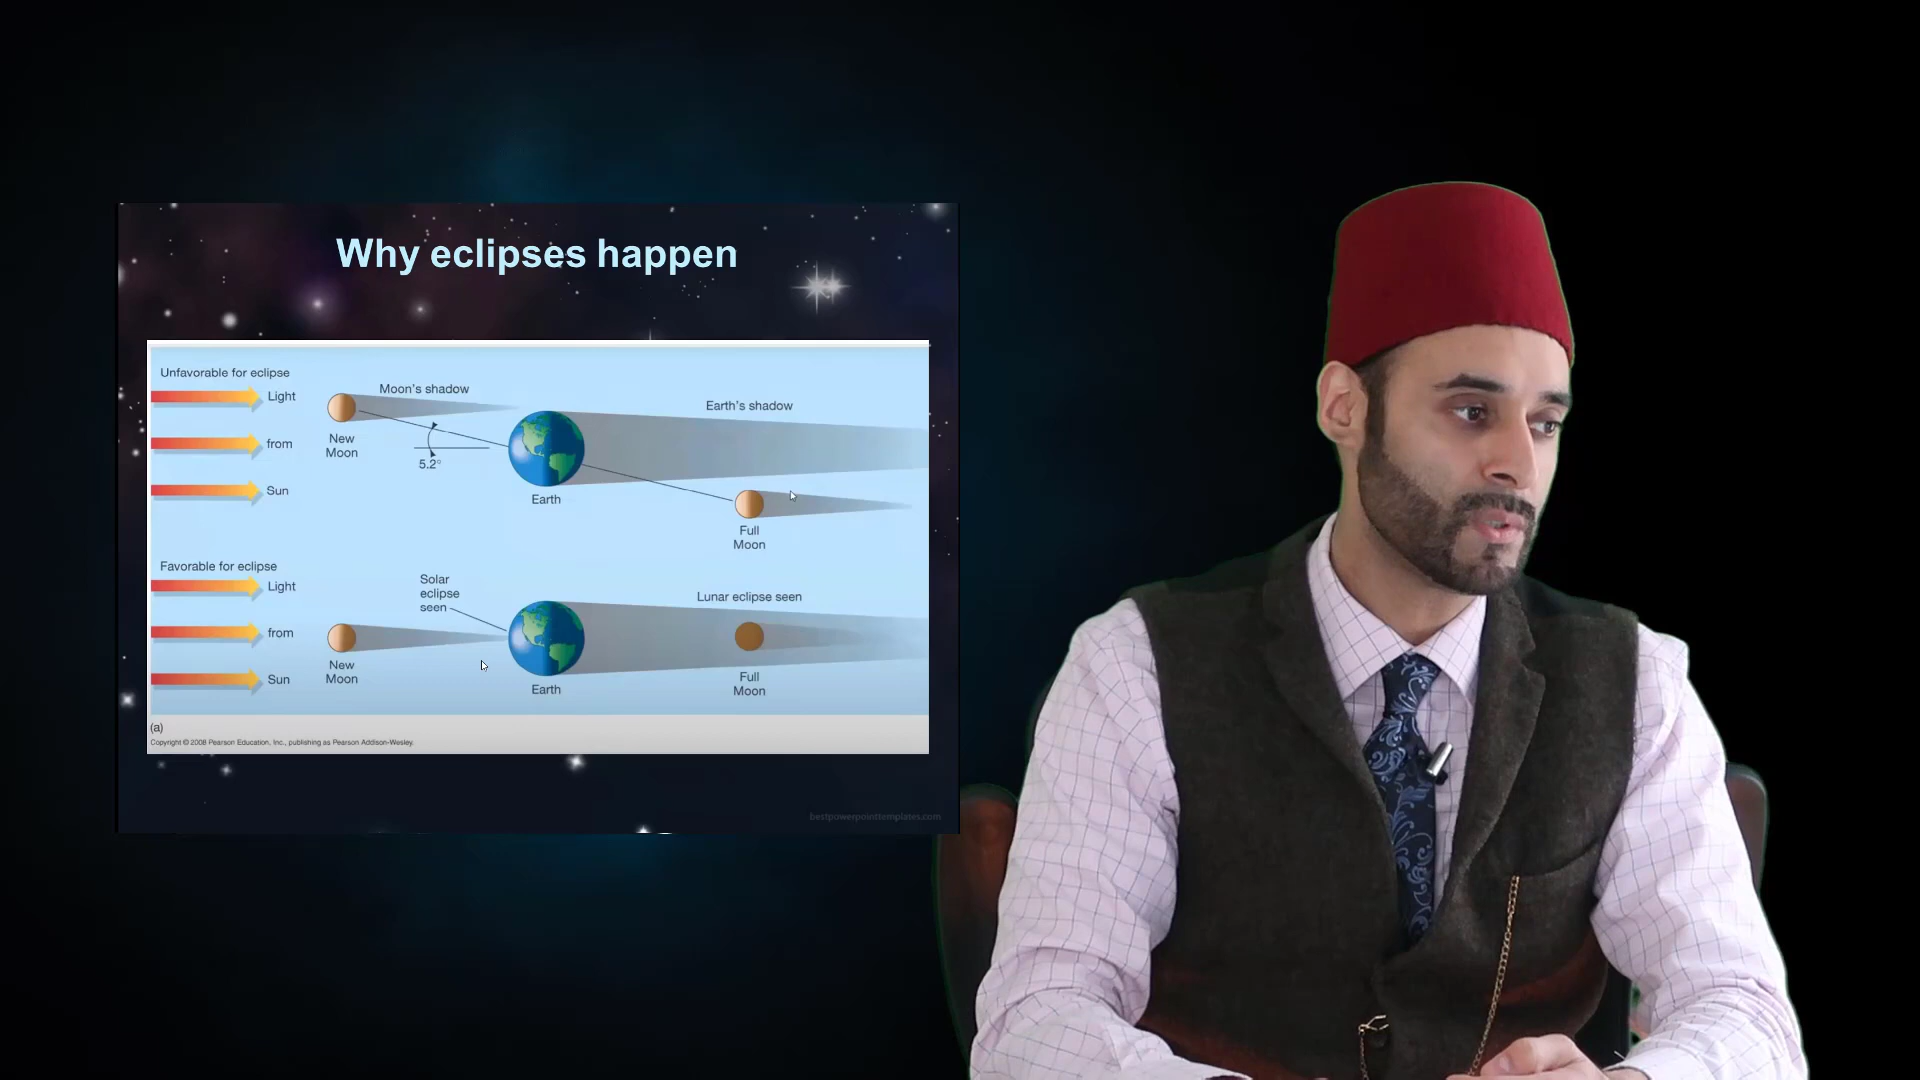 Why eclipses happen
Unfavorable for eclipse
Light
from
Sun
New
Moon
Moon's shadow
5.2°
Earth
Earth's shadow
Full
Moon
Favorable for eclipse
Light
from
Sun
New
Moon
Solar
eclipse
seen
Earth
Lunar eclipse seen
Full
Moon
(a)
Copyright © 2008 Pearson Education, Inc., publishing as Pearson Addison-Wesley.
bestpowerpointtemplates.com